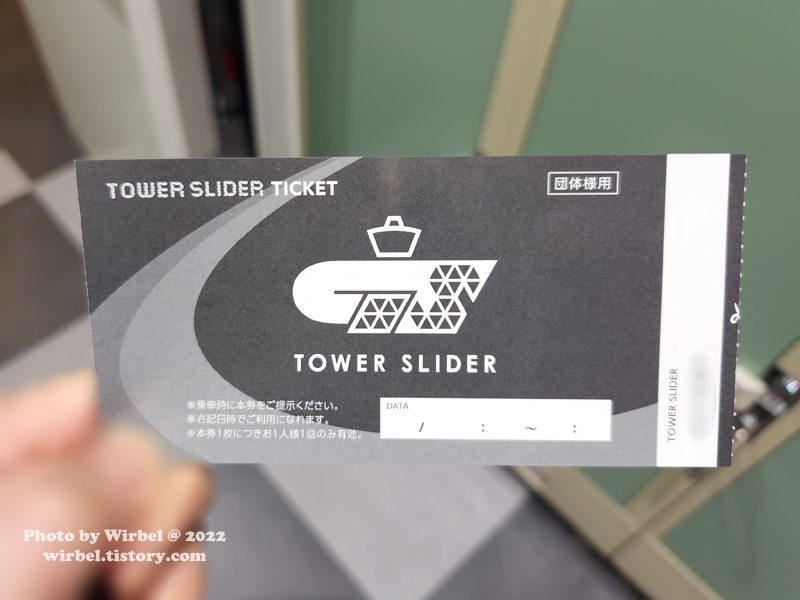 TOWER SLIDER TICKET
団体様用
TOWER SLIDER
※乗車時に本券をご提示ください。
※右記日時でご利用になれます。
※本券1枚につきお1人様1回のみ有効。
DATA
/ : ~ :
TOWER SLIDER
Photo by Wirbel @ 2022
wirbel.tistory.com